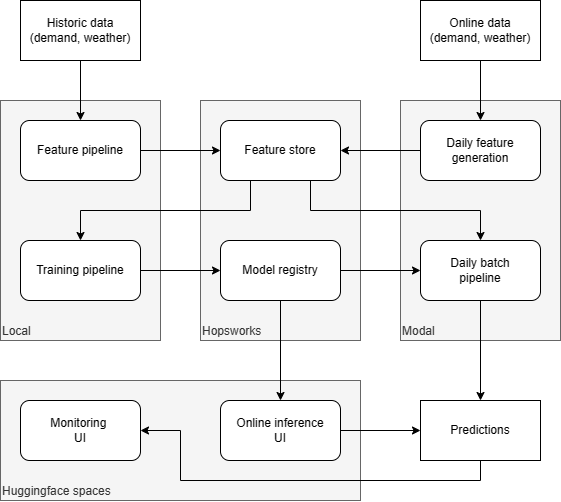 Historic data
(demand, weather)
Online data
(demand, weather)
Feature pipeline
Feature store
Daily feature
generation
Training pipeline
Model registry
Daily batch
pipeline
Local
Hopsworks
Modal
Monitoring
UI
Online inference
UI
Predictions
Huggingface spaces